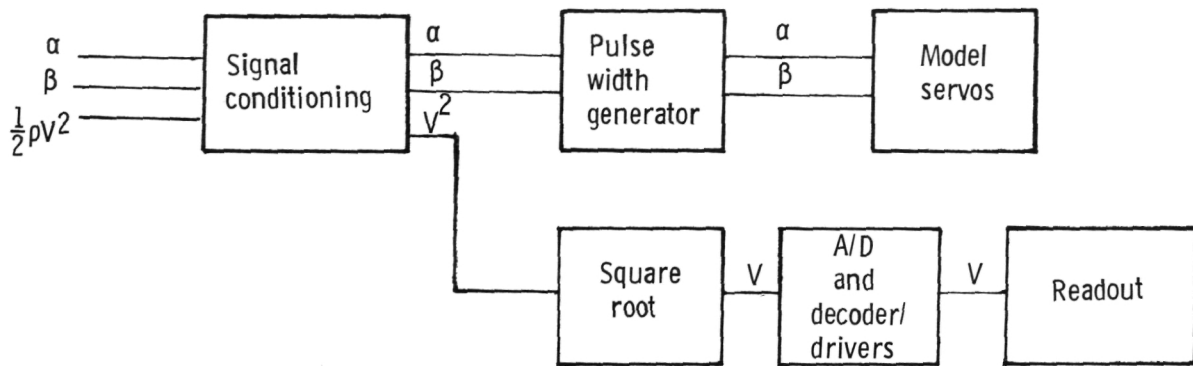 α
β
½ρV²
Signal
conditioning
α
β
V²
Pulse
width
generator
α
β
Model
servos
Square
root
V
A/D
and
decoder/
drivers
V
Readout